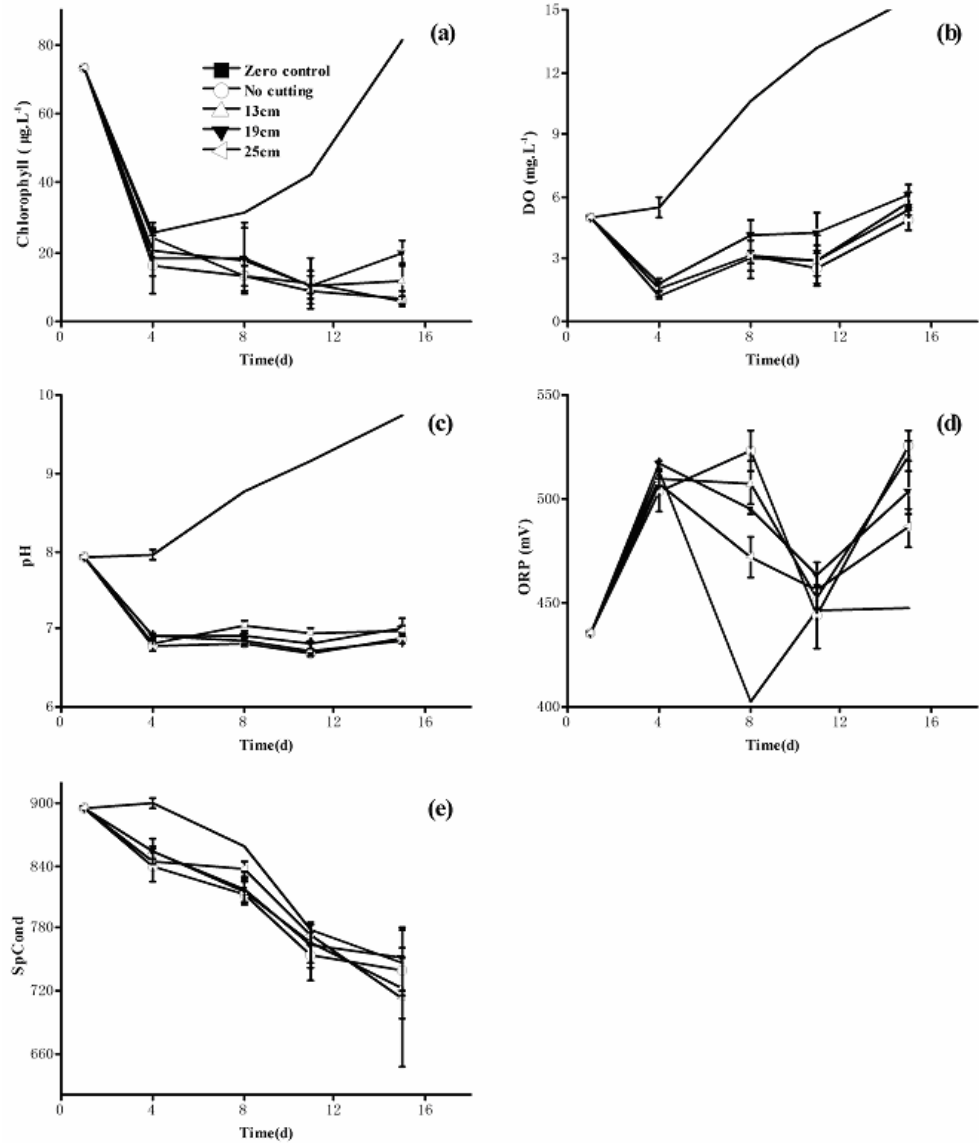 (a)
Chlorophyll ( μg.L-1)
80
60
40
20
0
Zero control
No cutting
13cm
19cm
25cm
0 4 8 12 16
Time(d)
(b)
DO (mg.L-1)
15
12
9
6
3
0
0 4 8 12 16
Time(d)
(c)
pH
10
9
8
7
6
0 4 8 12 16
Time(d)
(d)
ORP (mV)
550
500
450
400
0 4 8 12 16
Time(d)
(e)
SpCond
900
840
780
720
660
0 4 8 12 16
Time(d)